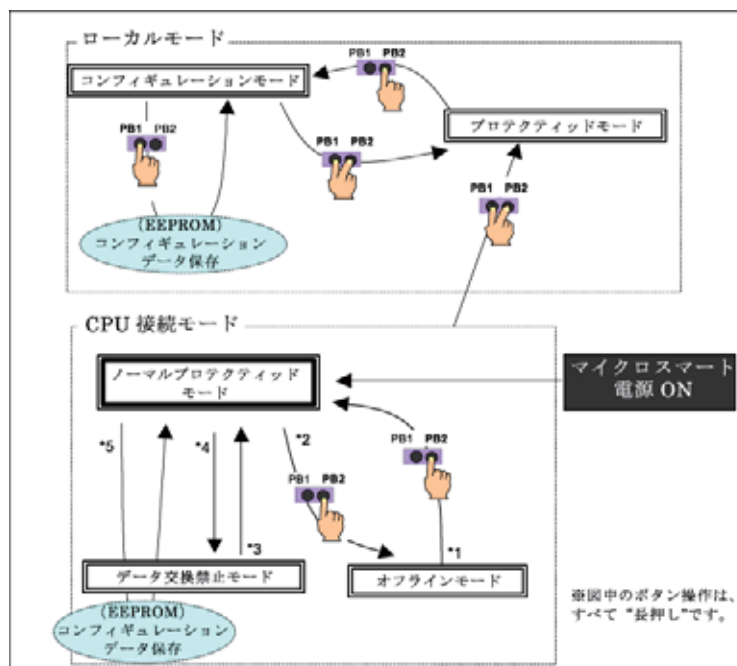 ローカルモード
PB1 PB2
コンフィギュレーションモード
PB1 PB2
PB1 PB2
プロテクティッドモード
PB1 PB2
(EEPROM)
コンフィギュレーション
データ保存
CPU 接続モード
ノーマルプロテクティッド
モード
マイクロスマート
電源 ON
*5
*4
*2
PB1 PB2
PB1 PB2
*3
*1
データ交換禁止モード
オフラインモード
(EEPROM)
コンフィギュレーション
データ保存
※図中のボタン操作は、
すべて “長押し”です。